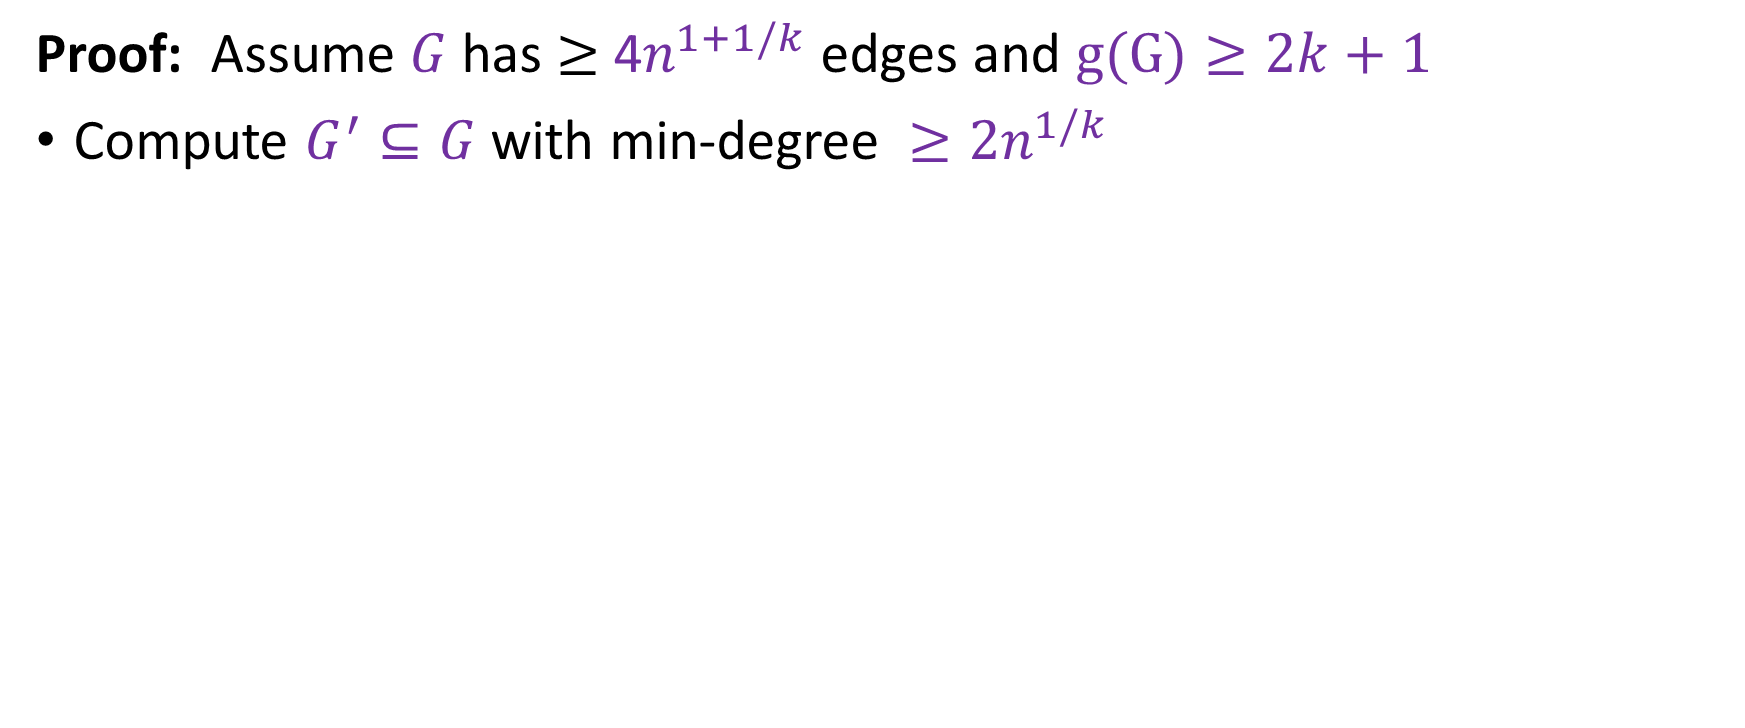 Proof: Assume 𝐺 has ≥ 4𝑛^{1+1/𝑘} edges and g(G) ≥ 2𝑘 + 1
• Compute 𝐺′ ⊆ 𝐺 with min-degree ≥ 2𝑛^{1/𝑘}